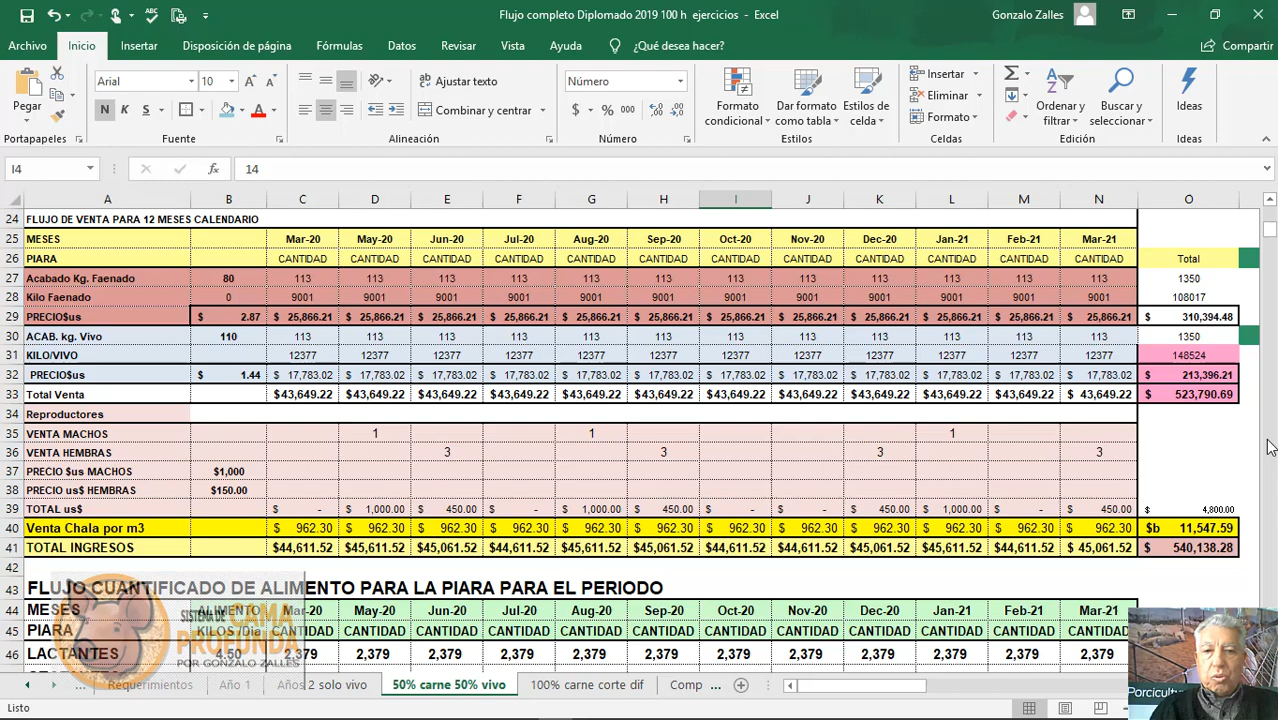 Flujo completo Diplomado 2019 100 h ejercicios - Excel
Gonzalo Zalles
Archivo Inicio Insertar Disposición de página Fórmulas Datos Revisar Vista Ayuda ¿Qué desea hacer? Compartir
Arial 10 Ajustar texto Número Insertar
Pegar N K S Combinar y centrar $ % 000 Formato condicional Dar formato como tabla Estilos de celda Eliminar Formato Ordenar y filtrar Buscar y seleccionar Ideas
Portapapeles Fuente Alineación Número Estilos Celdas Edición Ideas
I4 fx 14
A B C D E F G H I J K L M N O
24 FLUJO DE VENTA PARA 12 MESES CALENDARIO
25 MESES Mar-20 May-20 Jun-20 Jul-20 Aug-20 Sep-20 Oct-20 Nov-20 Dec-20 Jan-21 Feb-21 Mar-21
26 PIARA CANTIDAD CANTIDAD CANTIDAD CANTIDAD CANTIDAD CANTIDAD CANTIDAD CANTIDAD CANTIDAD CANTIDAD CANTIDAD CANTIDAD Total
27 Acabado Kg. Faenado 80 113 113 113 113 113 113 113 113 113 113 113 113 1350
28 Kilo Faenado 0 9001 9001 9001 9001 9001 9001 9001 9001 9001 9001 9001 9001 108017
29 PRECIO$us $ 2.87 $ 25,866.21 $ 25,866.21 $ 25,866.21 $ 25,866.21 $ 25,866.21 $ 25,866.21 $ 25,866.21 $ 25,866.21 $ 25,866.21 $ 25,866.21 $ 25,866.21 $ 25,866.21 $ 310,394.48
30 ACAB. kg. Vivo 110 113 113 113 113 113 113 113 113 113 113 113 113 1350
31 KILO/VIVO 12377 12377 12377 12377 12377 12377 12377 12377 12377 12377 12377 12377 148524
32 PRECIO$us $ 1.44 $ 17,783.02 $ 17,783.02 $ 17,783.02 $ 17,783.02 $ 17,783.02 $ 17,783.02 $ 17,783.02 $ 17,783.02 $ 17,783.02 $ 17,783.02 $ 17,783.02 $ 17,783.02 $ 213,396.21
33 Total Venta $43,649.22 $43,649.22 $43,649.22 $43,649.22 $43,649.22 $43,649.22 $43,649.22 $43,649.22 $43,649.22 $43,649.22 $43,649.22 $ 43,649.22 $ 523,790.69
34 Reproductores
35 VENTA MACHOS 1 1 1
36 VENTA HEMBRAS 3 3 3 3
37 PRECIO $us MACHOS $1,000
38 PRECIO us$ HEMBRAS $150.00
39 TOTAL us$ $ - $ 1,000.00 $ 450.00 $ - $ 1,000.00 $ 450.00 $ - $ - $ 450.00 $ 1,000.00 $ - $ 450.00 $ 4,800.00
40 Venta Chala por m3 $ 962.30 $ 962.30 $ 962.30 $ 962.30 $ 962.30 $ 962.30 $ 962.30 $ 962.30 $ 962.30 $ 962.30 $ 962.30 $ 962.30 $b 11,547.59
41 TOTAL INGRESOS $44,611.52 $45,611.52 $45,061.52 $44,611.52 $45,611.52 $45,061.52 $44,611.52 $44,611.52 $45,061.52 $45,611.52 $44,611.52 $ 45,061.52 $ 540,138.28
42
43 FLUJO CUANTIFICADO DE ALIMENTO PARA LA PIARA PARA EL PERIODO
44 MESES ALIMENTO Mar-20 May-20 Jun-20 Jul-20 Aug-20 Sep-20 Oct-20 Nov-20 Dec-20 Jan-21 Feb-21 Mar-21
45 PIARA KILOS /Dia CANTIDAD CANTIDAD CANTIDAD CANTIDAD CANTIDAD CANTIDAD CANTIDAD CANTIDAD CANTIDAD CANTIDAD CANTIDAD CANTIDAD
46 LACTANTES 4.50 2,379 2,379 2,379 2,379 2,379 2,379 2,379 2,379 2,379 2,379 2,379 2,379
SISTEMA DE
CAMA
PROFUNDA
POR GONZALO ZALLES
Porcicultu
... Requerimientos Año 1 Años 2 solo vivo 50% carne 50% vivo 100% carne corte dif Comp ...
Listo